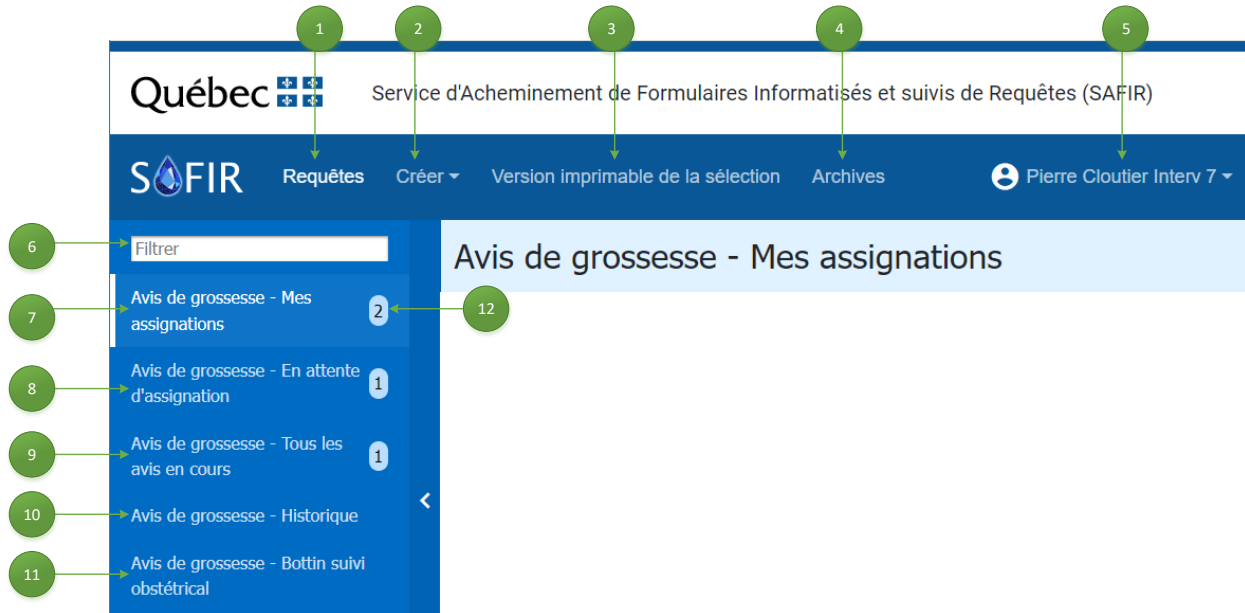 1 2 3 4 5
Québec
Service d'Acheminement de Formulaires Informatisés et suivis de Requêtes (SAFIR)
SAFIR Requêtes Créer Version imprimable de la sélection Archives Pierre Cloutier Interv 7
6 Filtrer
Avis de grossesse - Mes assignations
7 Avis de grossesse - Mes
assignations
2 12
8 Avis de grossesse - En attente
d'assignation
1
9 Avis de grossesse - Tous les
avis en cours
1
10 Avis de grossesse - Historique
11 Avis de grossesse - Bottin suivi
obstétrical